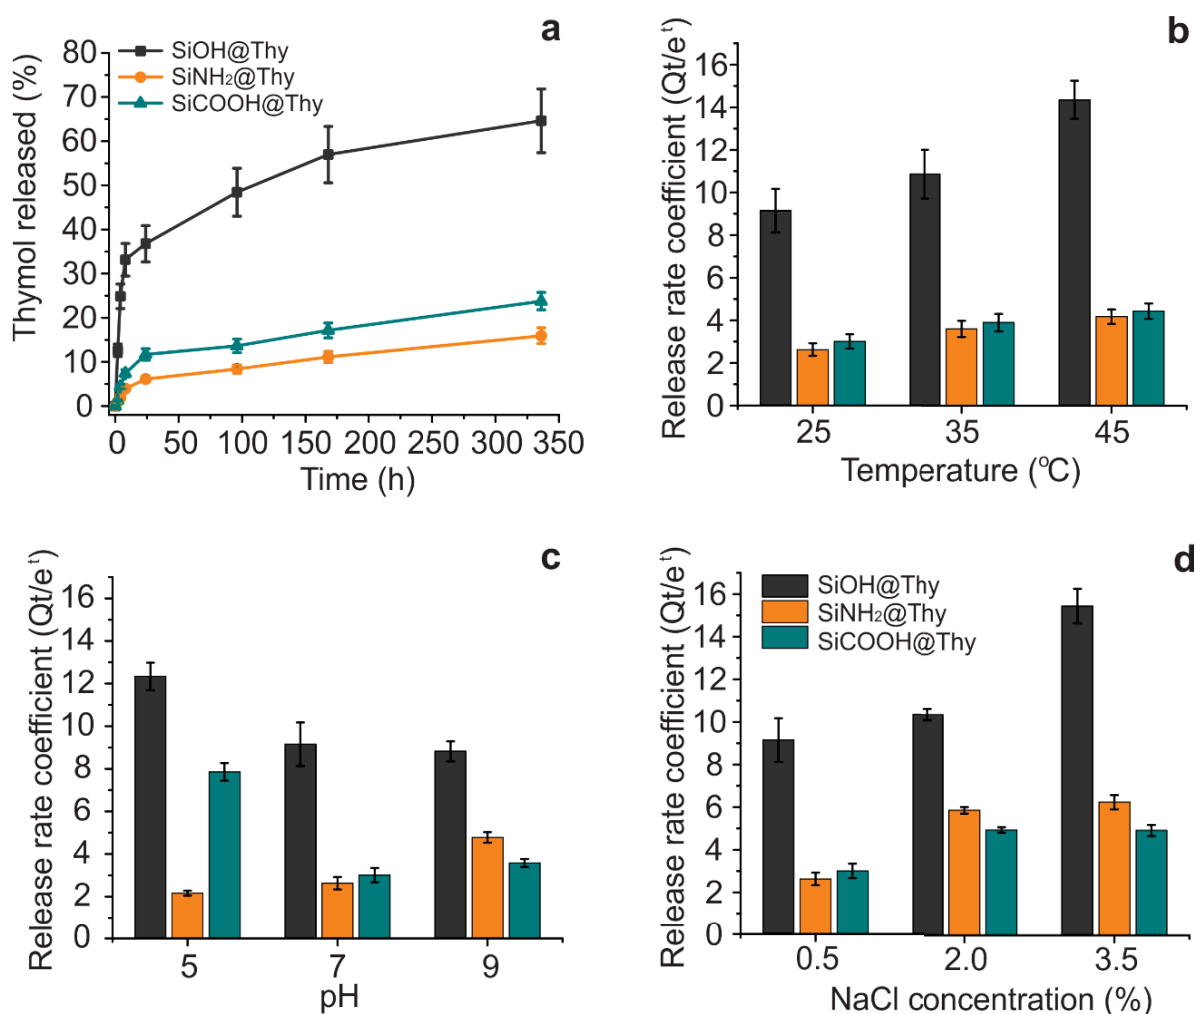 a
SiOH@Thy
SiNH₂@Thy
SiCOOH@Thy
Thymol released (%)
80
70
60
50
40
30
20
10
0
0 50 100 150 200 250 300 350
Time (h)
b
Release rate coefficient (Qt/eᵗ)
16
14
12
10
8
6
4
2
0
25 35 45
Temperature (°C)
c
Release rate coefficient (Qt/eᵗ)
16
14
12
10
8
6
4
2
0
5 7 9
pH
d
SiOH@Thy
SiNH₂@Thy
SiCOOH@Thy
Release rate coefficient (Qt/eᵗ)
16
14
12
10
8
6
4
2
0
0.5 2.0 3.5
NaCl concentration (%)